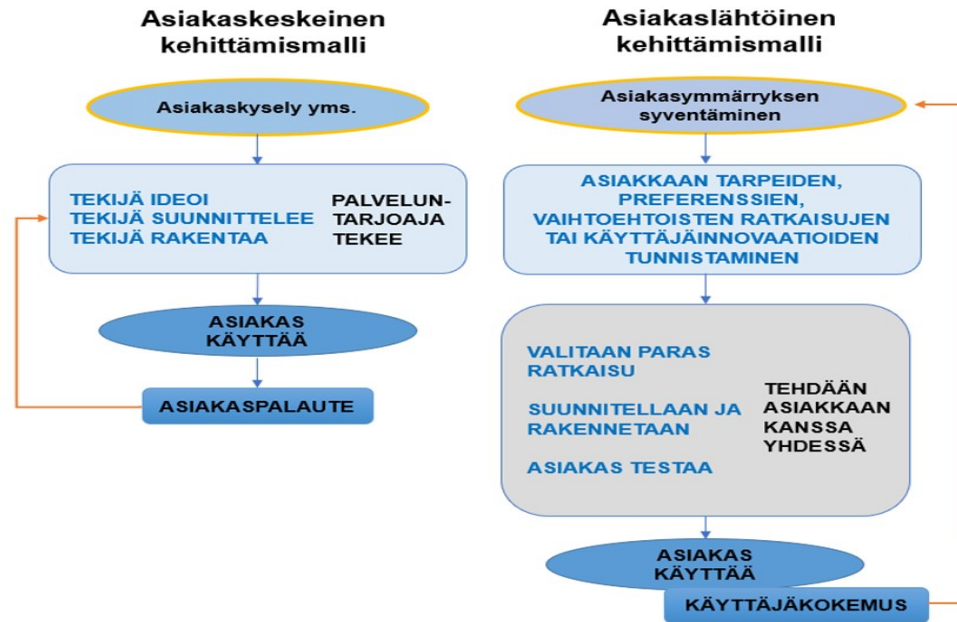 Asiakaskeskeinen
kehittämismalli
Asiakaskysely yms.
TEKIJÄ IDEOI
TEKIJÄ SUUNNITTELEE
TEKIJÄ RAKENTAA
PALVELUN-
TARJOAJA
TEKEE
ASIAKAS
KÄYTTÄÄ
ASIAKASPALAUTE
Asiakaslähtöinen
kehittämismalli
Asiakasymmärryksen
syventäminen
ASIAKKAAN TARPEIDEN,
PREFERENSSIEN,
VAIHTOEHTOISTEN RATKAISUJEN
TAI KÄYTTÄJÄINNOVAATIOIDEN
TUNNISTAMINEN
VALITAAN PARAS
RATKAISU
SUUNNITELLAAN JA
RAKENNETAAN
ASIAKAS TESTAA
TEHDÄÄN
ASIAKKAAN
KANSSA
YHDESSÄ
ASIAKAS
KÄYTTÄÄ
KÄYTTÄJÄKOKEMUS